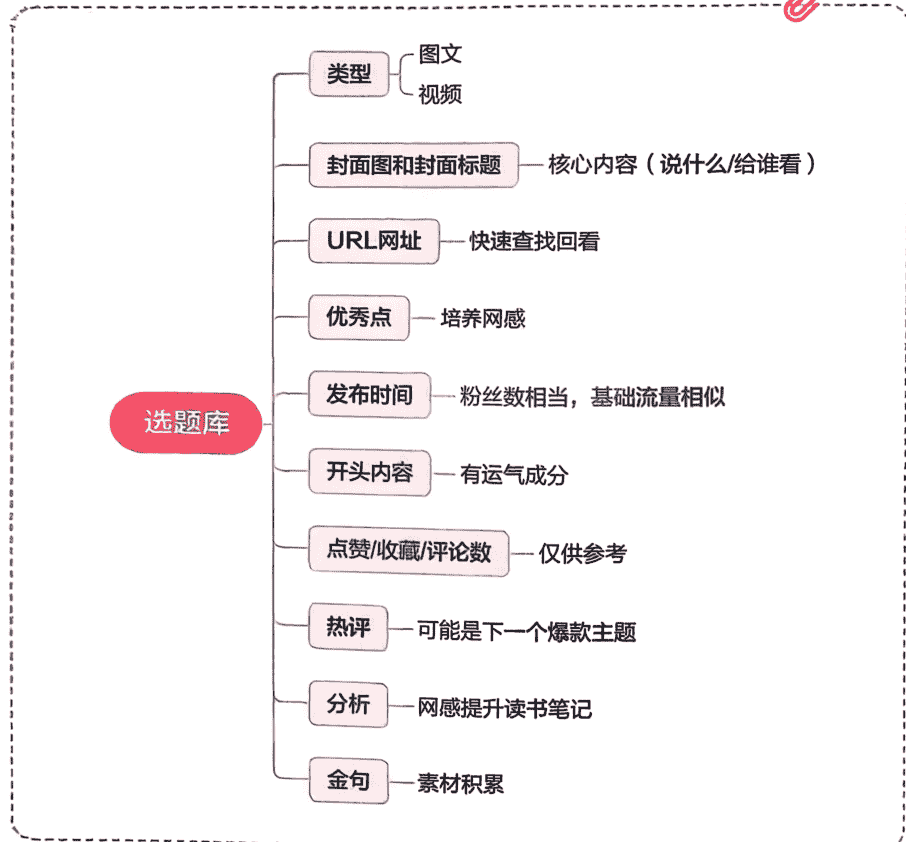 类型
图文
视频
封面图和封面标题
核心内容（说什么/给谁看）
URL网址
快速查找回看
优秀点
培养网感
发布时间
粉丝数相当，基础流量相似
选题库
开头内容
有运气成分
点赞/收藏/评论数
仅供参考
热评
可能是下一个爆款主题
分析
网感提升读书笔记
金句
素材积累